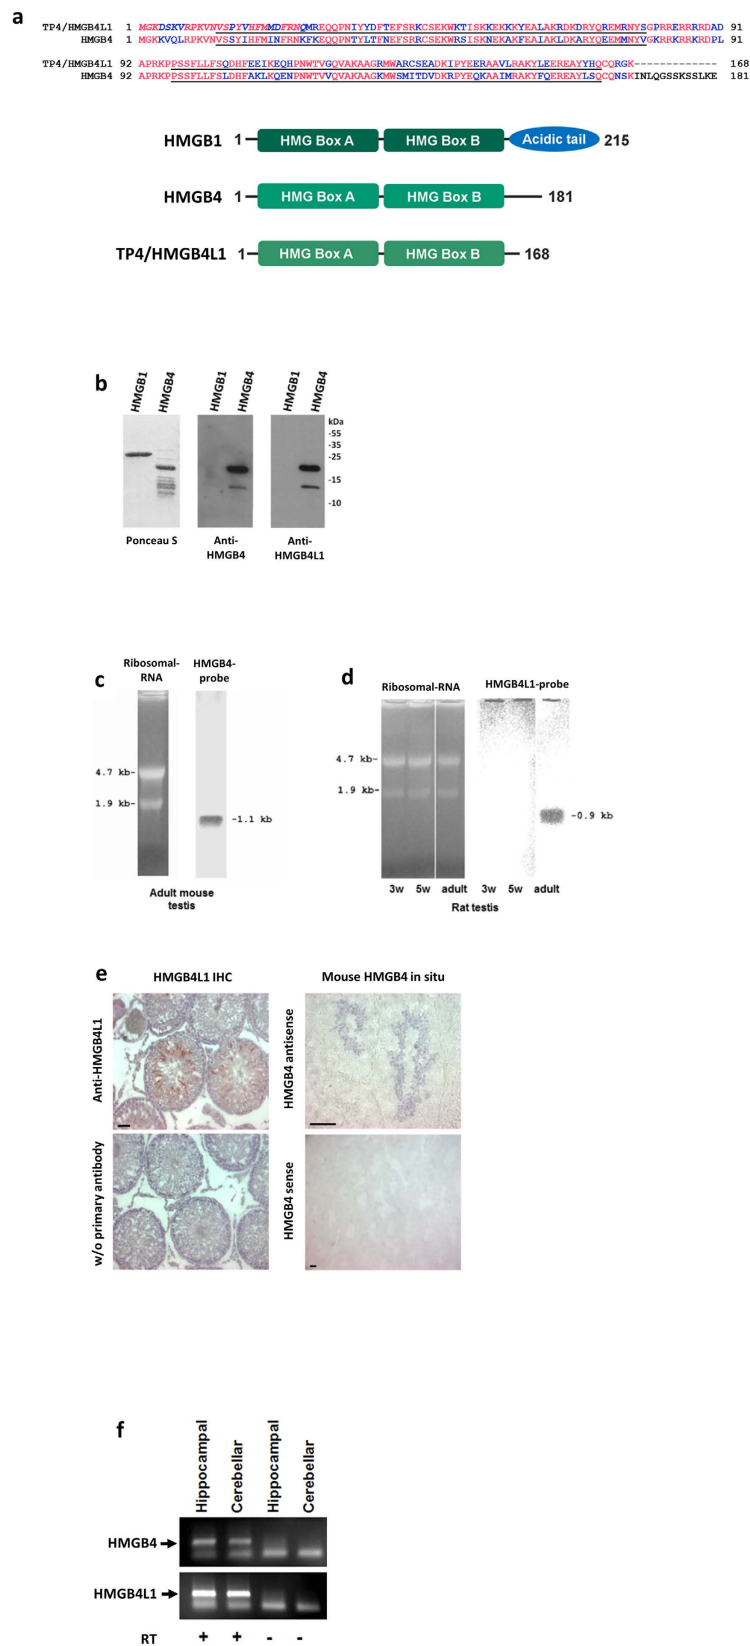 a
TP4/HMGB4L1 1 MGKDSKVRPKVNVSPYVHFMMDFRNQMREQQPNIYYDFTEFSRKCSEKWKTISKKEKKKYEALAKRDKDRYQREMRNYSGPRRERRRRDAD 91
HMGB4 1 MGKKVQLRPKVNVSSYIHFMINFRNKFKEQQPNTYLTFNEFSRKCSEKWRSISKNEKAKFEAIAKLDKARYQEEMMNYVGKRRKRRKRDPL 91
TP4/HMGB4L1 92 APRKPPSSFLLFSQDHFEEIKEQHPNWTVGQVAKAAGRMWARCSEADKIPYEERAAVLRAKYLEEREAYYHQCQRGK------------- 168
HMGB4 92 APRKPPSSFLLFSLDHFAKLKQENPNWTVVQVAKAAGKMWSMITDVDKRPYEQKAAIMRAKYFQEREAYLSQCQNSKINLQGSSKSSLKE 181
HMGB1 1 HMG Box A HMG Box B Acidic tail 215
HMGB4 1 HMG Box A HMG Box B 181
TP4/HMGB4L1 1 HMG Box A HMG Box B 168
b
HMGB1 HMGB4 HMGB1 HMGB4 HMGB1 HMGB4
kDa
-55
-35
-25
-15
-10
Ponceau S
Anti-
HMGB4
Anti-
HMGB4L1
c
Ribosomal-
RNA
HMGB4-
probe
4.7 kb-
1.9 kb-
-1.1 kb
Adult mouse
testis
d
Ribosomal-RNA HMGB4L1-probe
4.7 kb-
1.9 kb-
-0.9 kb
3w 5w adult 3w 5w adult
Rat testis
e
HMGB4L1 IHC Mouse HMGB4 in situ
Anti-HMGB4L1
HMGB4 antisense
w/o primary antibody
HMGB4 sense
f
Hippocampal Cerebellar Hippocampal Cerebellar
HMGB4
HMGB4L1
RT + + - -